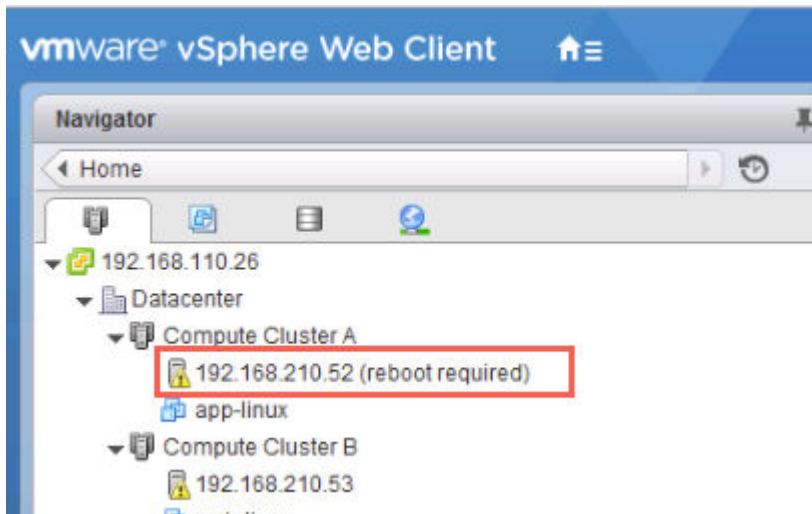 vmware® vSphere Web Client
Navigator
Home
192.168.110.26
Datacenter
Compute Cluster A
192.168.210.52 (reboot required)
app-linux
Compute Cluster B
192.168.210.53